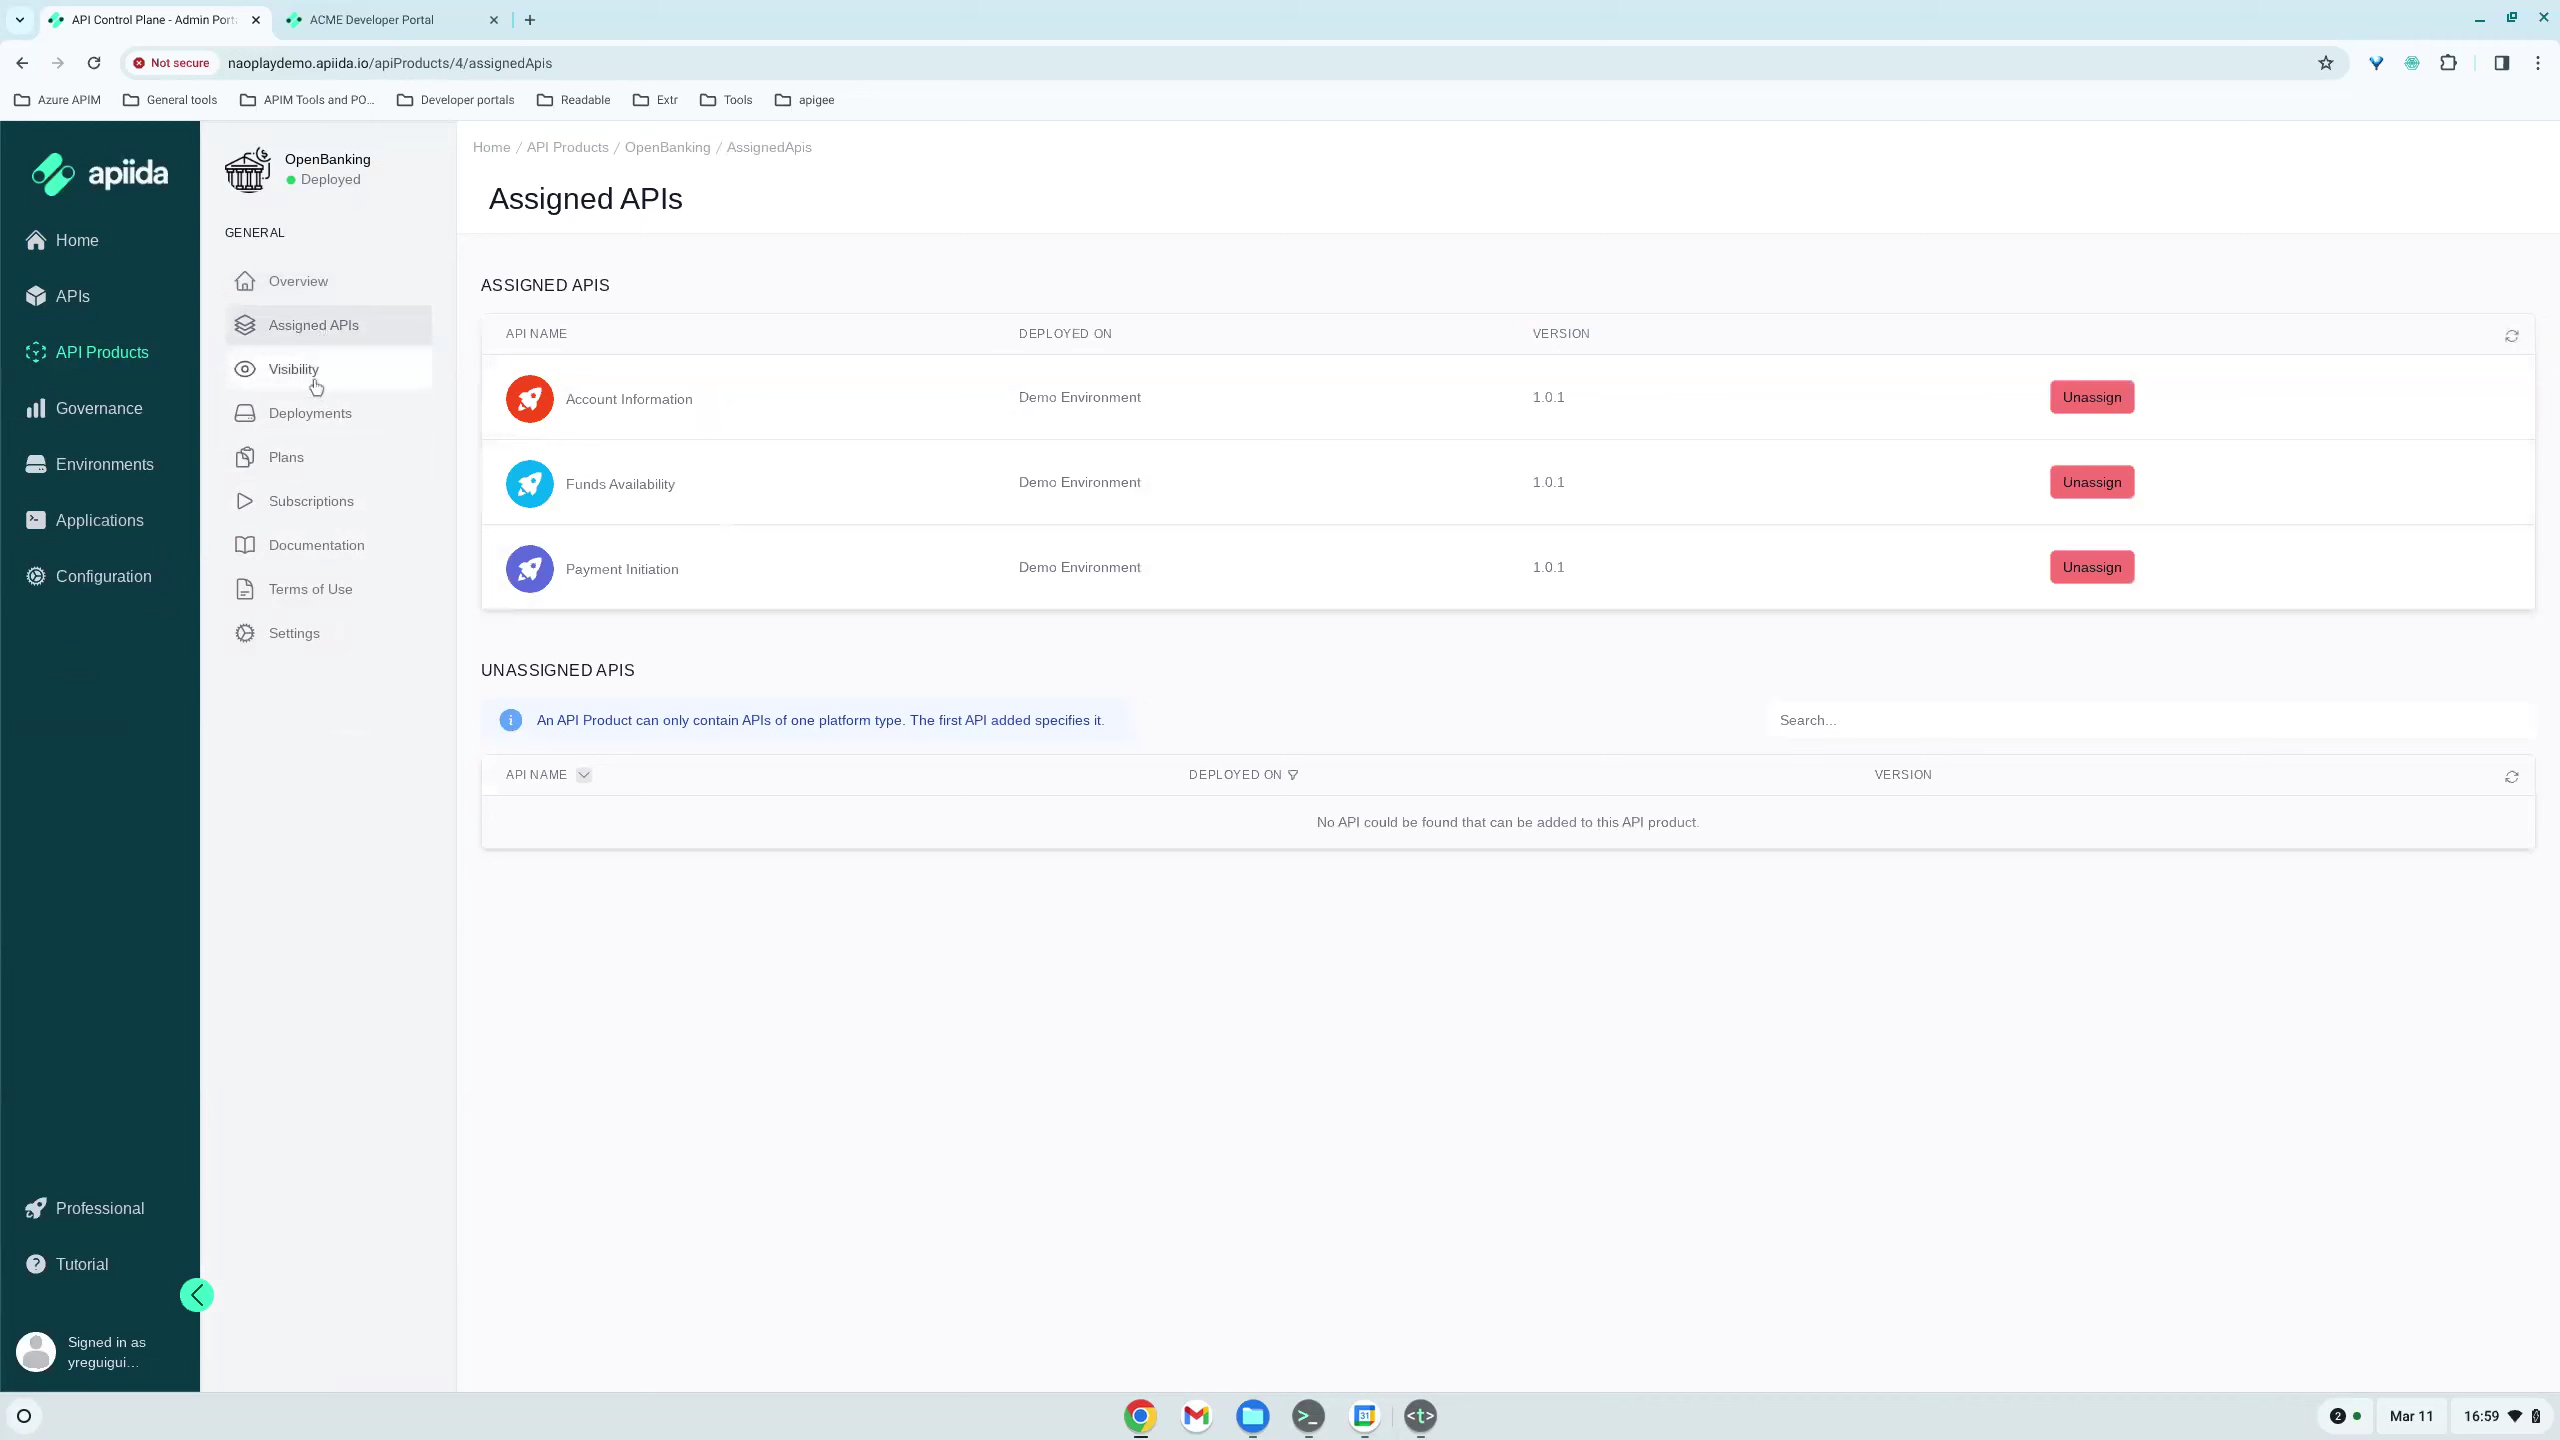 API Control Plane - Admin Port
ACME Developer Portal
Not secure
naoplaydemo.apiida.io/apiProducts/4/assignedApis
Azure APIM
General tools
APIM Tools and PO...
Developer portals
Readable
Extr
Tools
apigee
apiida
Home
APIs
API Products
Governance
Environments
Applications
Configuration
Professional
Tutorial
Signed in as
yreguigui...
OpenBanking
Deployed
GENERAL
Overview
Assigned APIs
Visibility
Deployments
Plans
Subscriptions
Documentation
Terms of Use
Settings
Home / API Products / OpenBanking / AssignedApis
Assigned APIs
ASSIGNED APIS
API NAME DEPLOYED ON VERSION
Account Information Demo Environment 1.0.1 Unassign
Funds Availability Demo Environment 1.0.1 Unassign
Payment Initiation Demo Environment 1.0.1 Unassign
UNASSIGNED APIS
An API Product can only contain APIs of one platform type. The first API added specifies it.
Search...
API NAME DEPLOYED ON VERSION
No API could be found that can be added to this API product.
31
<t>
2
Mar 11
16:59